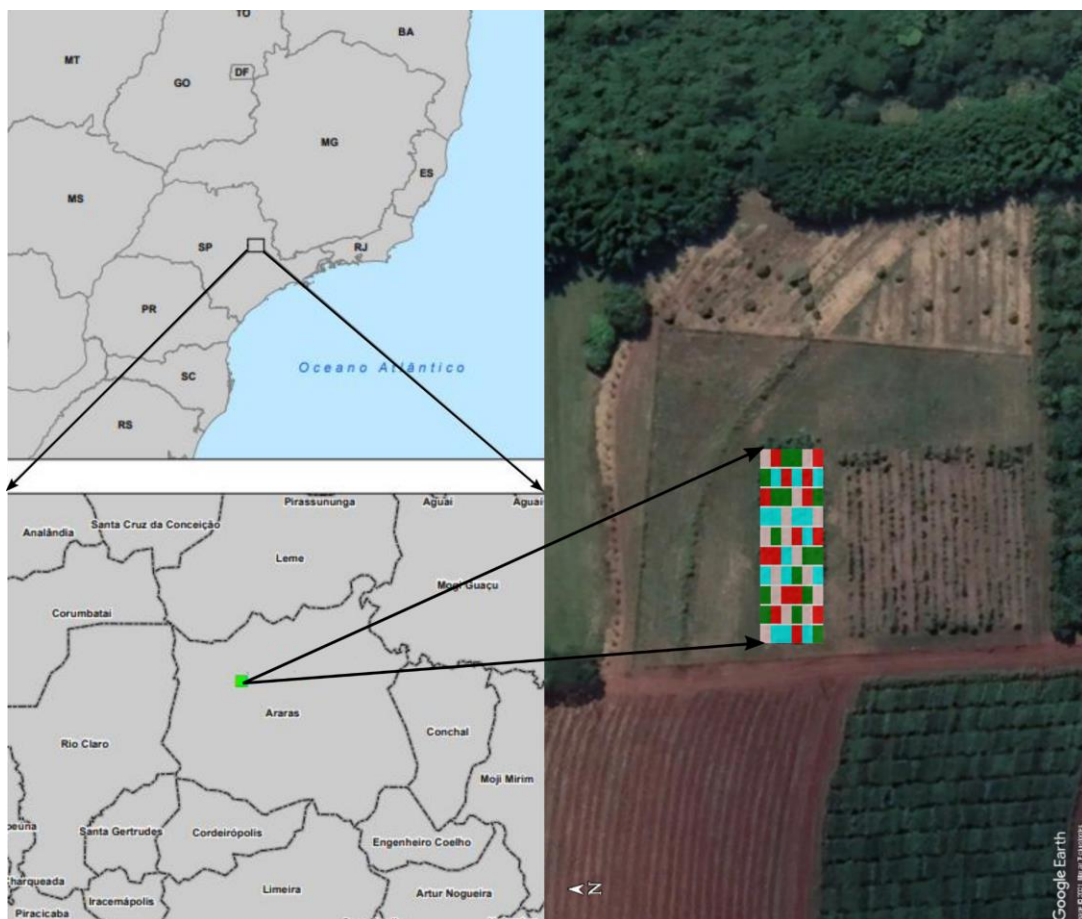 TO
BA
MT
DF
GO
MG
ES
MS
SP
RJ
PR
Oceano Atlântico
SC
RS
Pirassununga
Aguaí
Aguaí
Santa Cruz da Conceição
Analândia
Leme
Mogi Guaçu
Corumbataí
Araras
Conchal
Rio Claro
Moji Mirim
Santa Gertrudes
Cordeirópolis
Engenheiro Coelho
Charqueada
Limeira
Artur Nogueira
Iracemápolis
Piracicaba
N
Google Earth